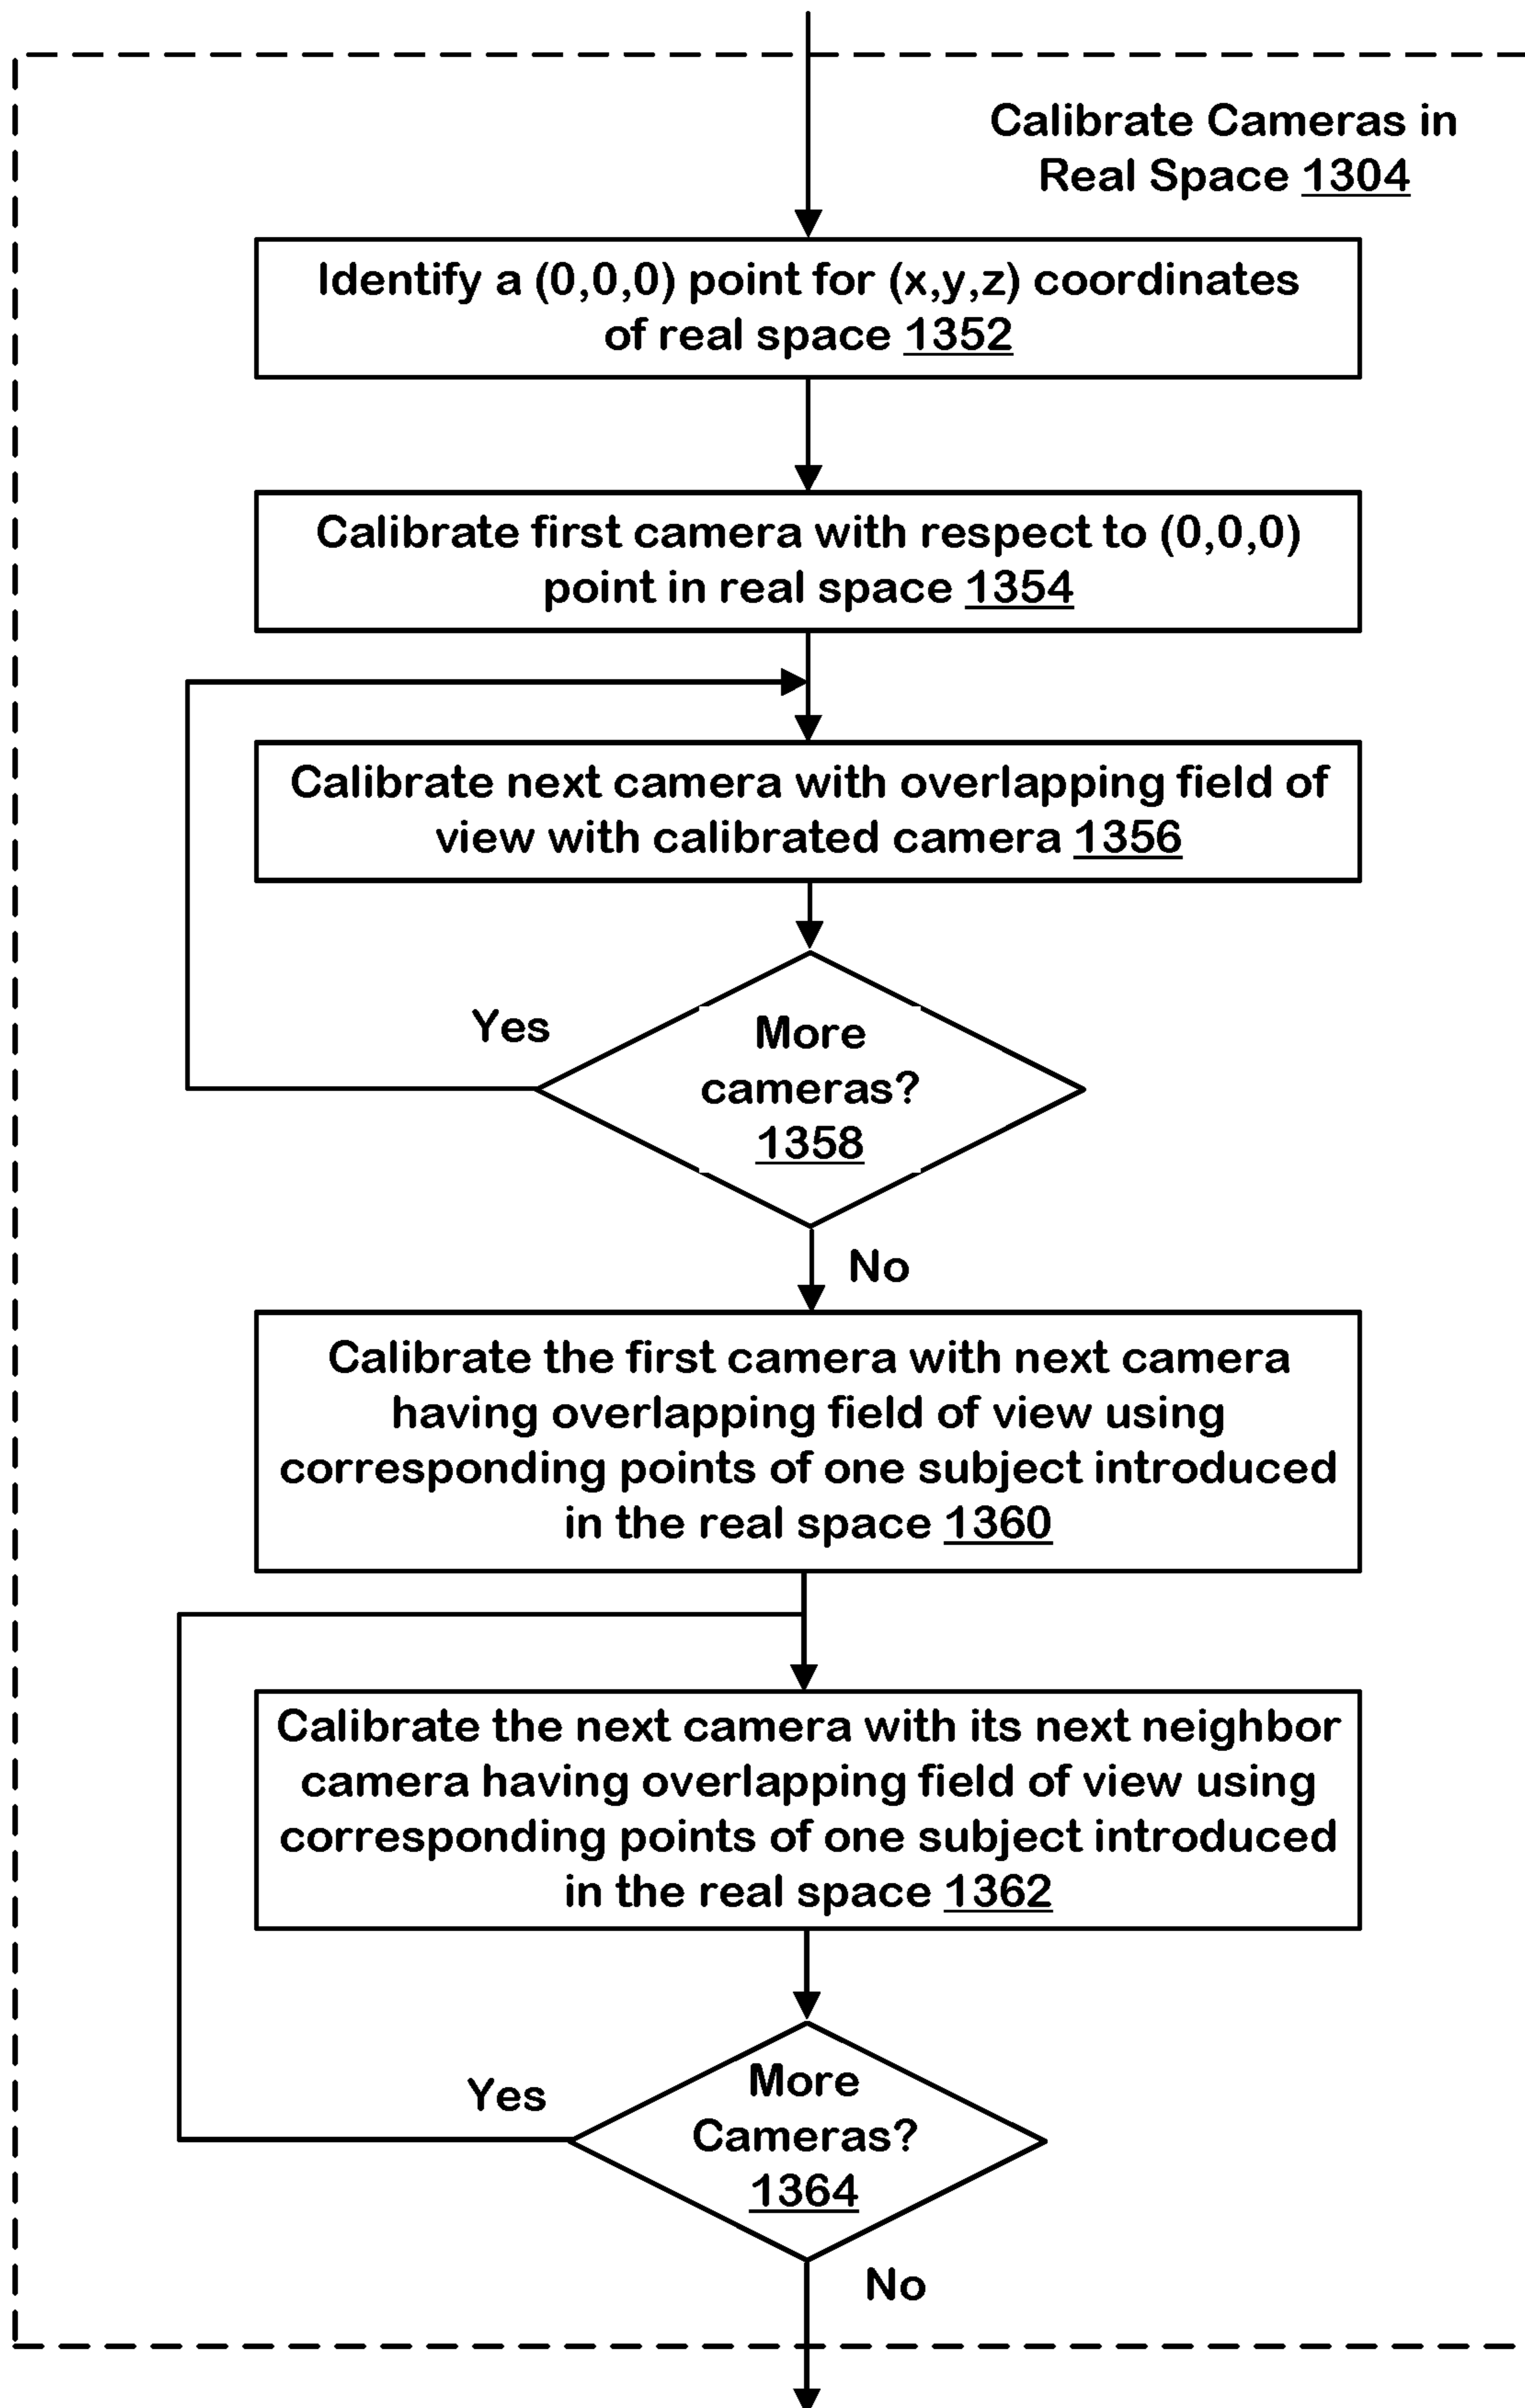 Calibrate Cameras in
Real Space 1304
Identify a (0,0,0) point for (x,y,z) coordinates
of real space 1352
Calibrate first camera with respect to (0,0,0)
point in real space 1354
Calibrate next camera with overlapping field of
view with calibrated camera 1356
Yes
More
cameras?
1358
No
Calibrate the first camera with next camera
having overlapping field of view using
corresponding points of one subject introduced
in the real space 1360
Calibrate the next camera with its next neighbor
camera having overlapping field of view using
corresponding points of one subject introduced
in the real space 1362
Yes
More
Cameras?
1364
No